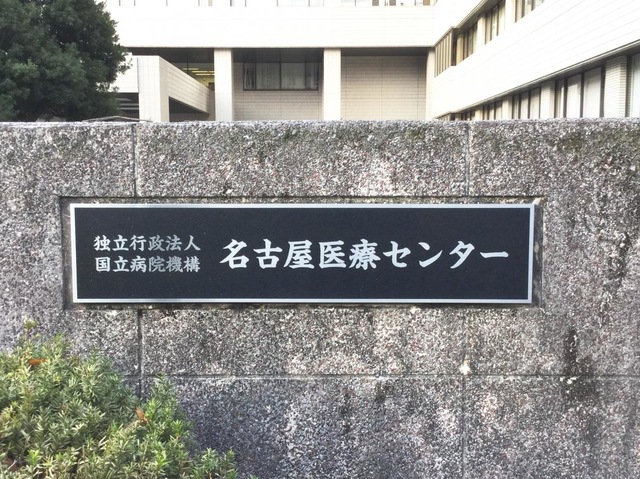 独立行政法人
国立病院機構
名古屋医療センター